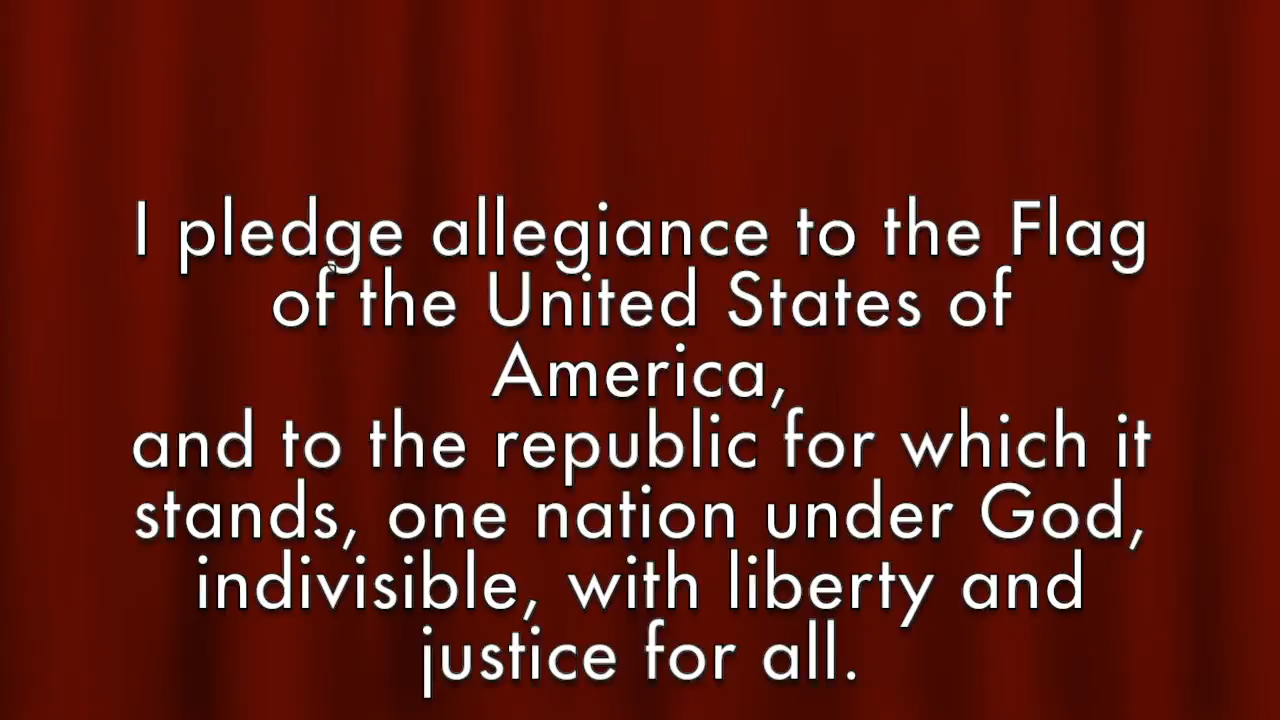 I pledge allegiance to the Flag
of the United States of
America,
and to the republic for which it
stands, one nation under God,
indivisible, with liberty and
justice for all.